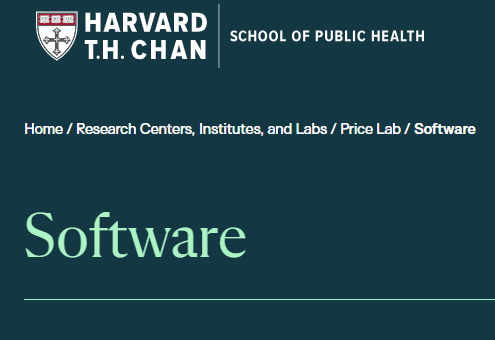 HARVARD
T.H. CHAN
SCHOOL OF PUBLIC HEALTH
Home / Research Centers, Institutes, and Labs / Price Lab / Software
Software